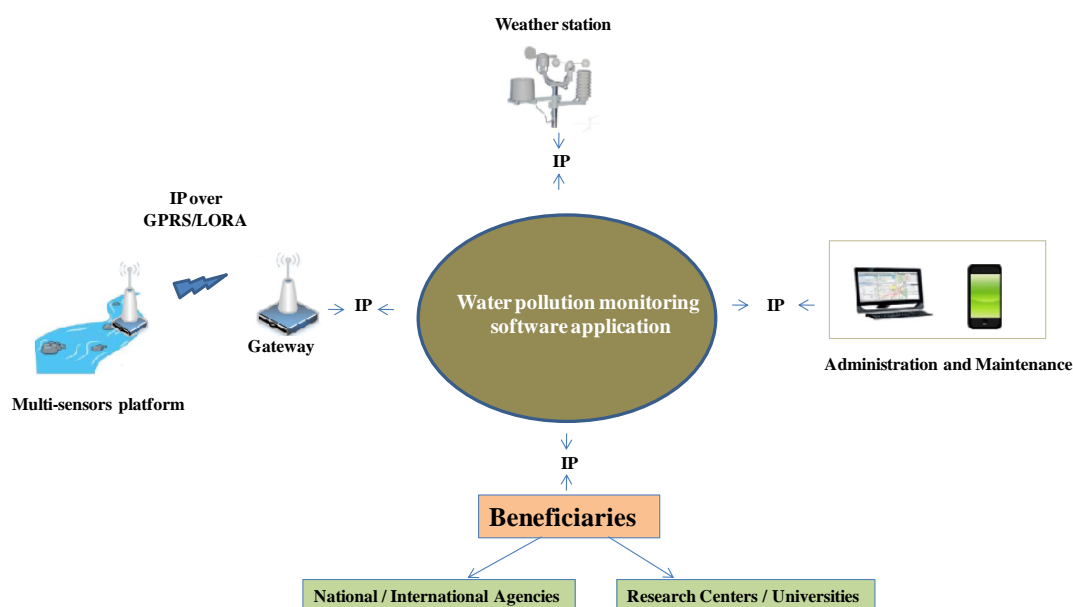 Weather station
IP
IP over
GPRS/LORA
IP
Gateway
Multi-sensors platform
Water pollution monitoring
software application
IP
Administration and Maintenance
IP
Beneficiaries
National / International Agencies
Research Centers / Universities